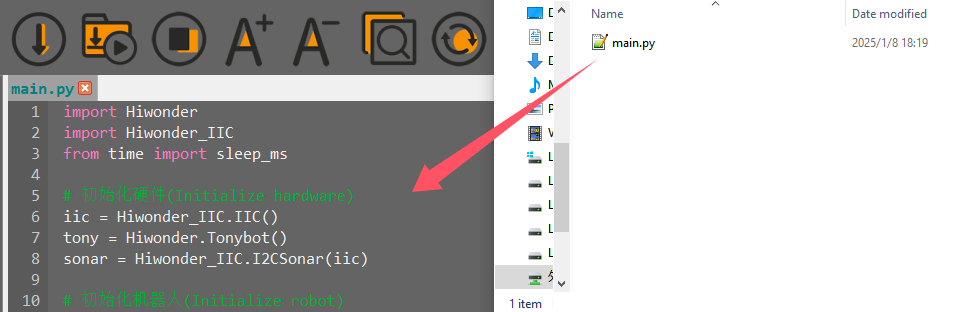 main.py
1 import Hiwonder
2 import Hiwonder_IIC
3 from time import sleep_ms
4
5 # 初始化硬件(Initialize hardware)
6 iic = Hiwonder_IIC.IIC()
7 tony = Hiwonder.Tonybot()
8 sonar = Hiwonder_IIC.I2CSonar(iic)
9
10 # 初始化机器人(Initialize robot)
Name Date modified
main.py 2025/1/8 18:19
D
D
D
M
P
V
L
L
L
L
L
1 item